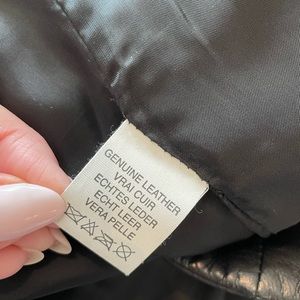 GENUINE LEATHER
VRAI CUIR
ECHTES LEDER
ECHT LEER
VERA PELLE